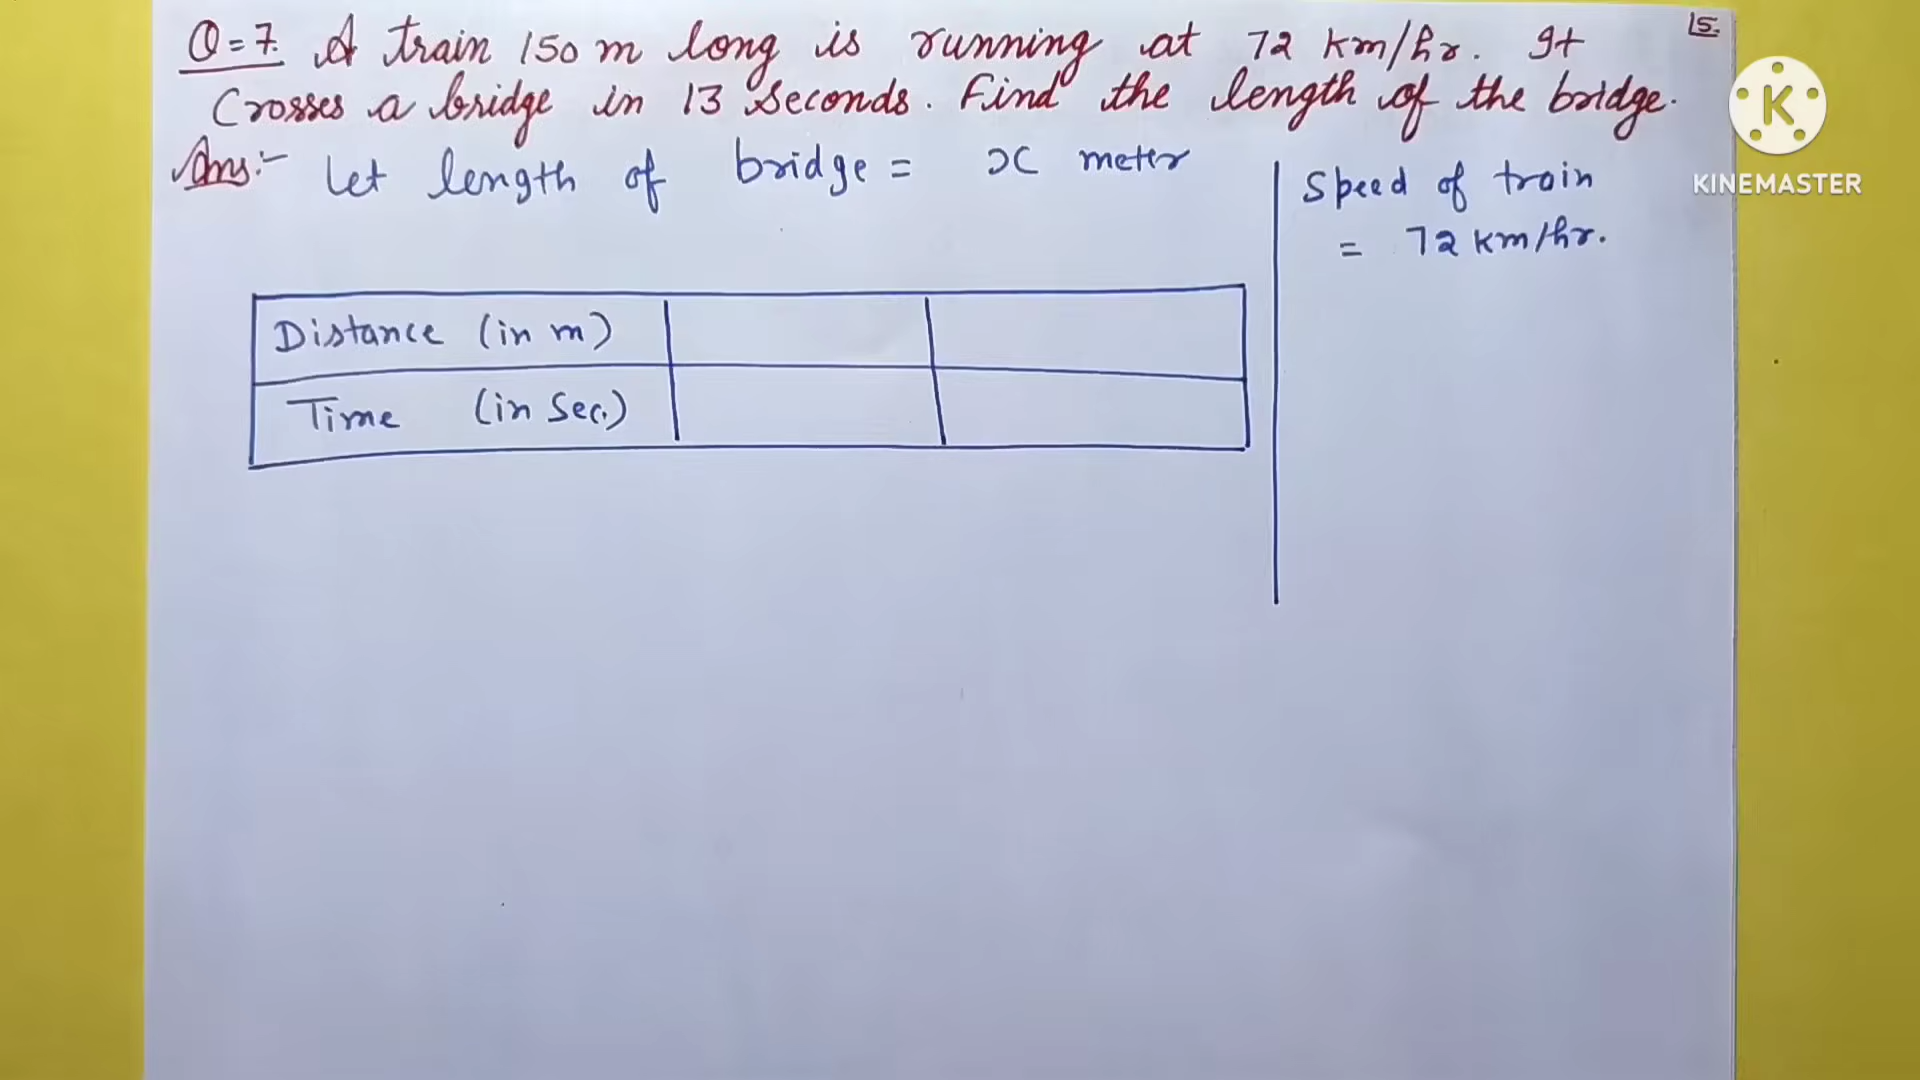 15.
Q=7. A train 150 m long is running at 72 km/hr. It
Crosses a bridge in 13 Seconds. Find the length of the bridge.
Ans:- Let length of bridge = x meter
Speed of train
= 72 km/hr.
KINEMASTER
Distance (in m)
Time (in Sec.)